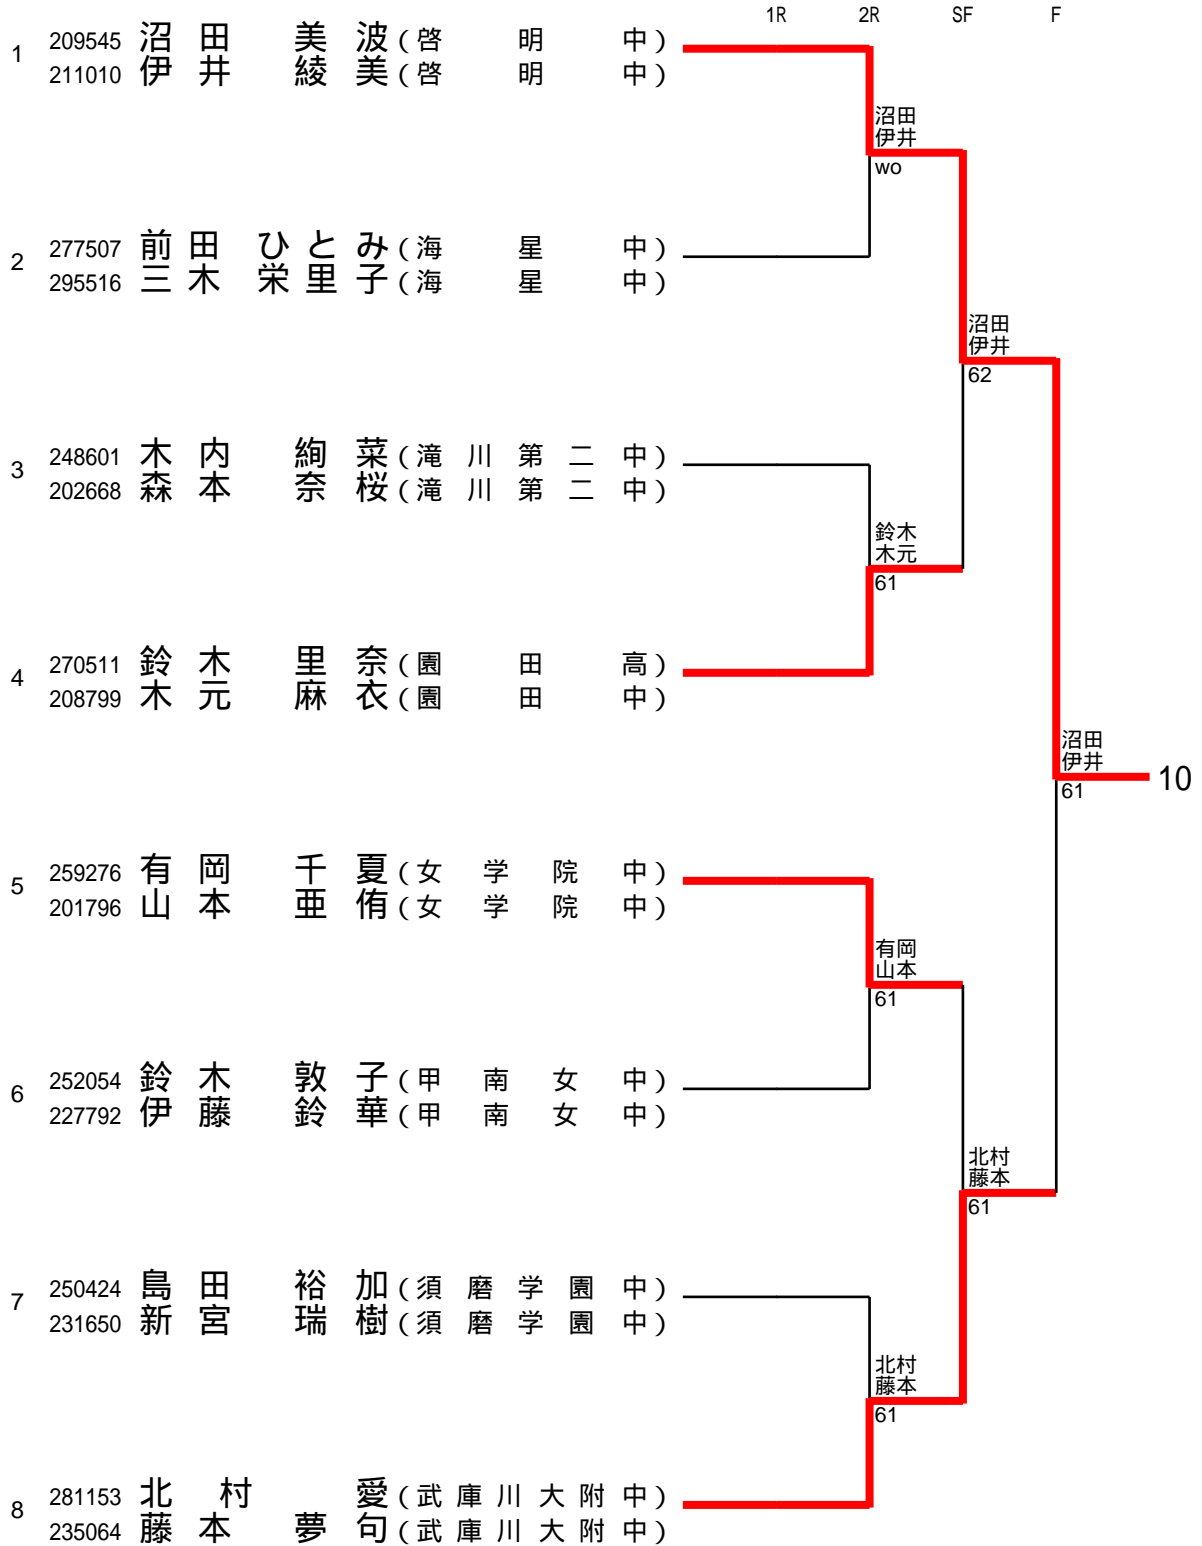 1R 2R SF F
1 209545 沼田 美波(啓明中)
211010 伊井 綾美(啓明中)
沼田
伊井
wo
2 277507 前田 ひとみ(海星中)
295516 三木 栄里子(海星中)
沼田
伊井
62
3 248601 木内 絢菜(滝川第二中)
202668 森本 奈桜(滝川第二中)
鈴木
木元
61
4 270511 鈴木 里奈(園田高)
208799 木元 麻衣(園田中)
沼田
伊井
61
10
5 259276 有岡 千夏(女学院中)
201796 山本 亜侑(女学院中)
有岡
山本
61
6 252054 鈴木 敦子(甲南女中)
227792 伊藤 鈴華(甲南女中)
北村
藤本
61
7 250424 島田 裕加(須磨学園中)
231650 新宮 瑞樹(須磨学園中)
北村
藤本
61
8 281153 北村 愛(武庫川大附中)
235064 藤本 夢句(武庫川大附中)